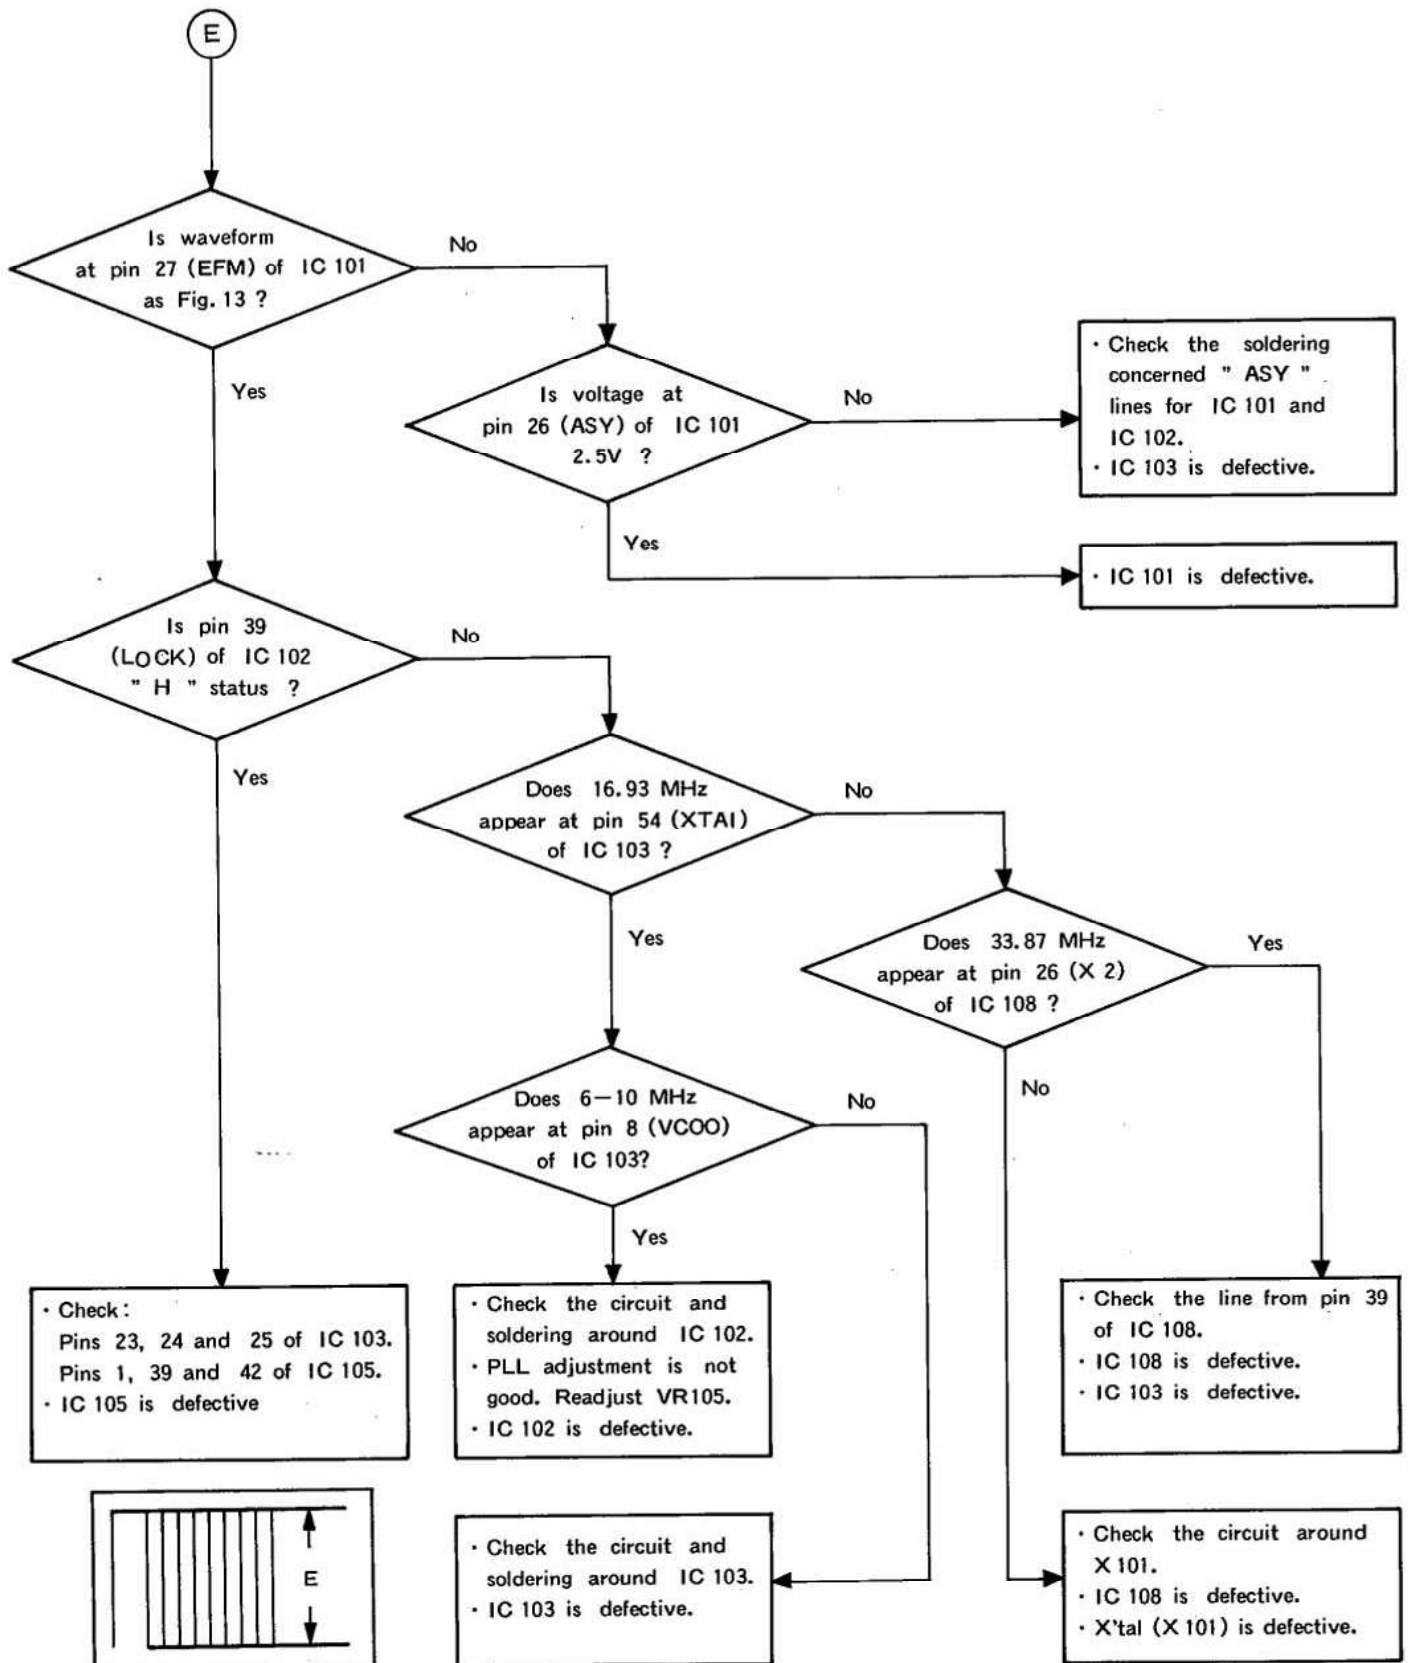 E
Is waveform
at pin 27 (EFM) of IC 101
as Fig. 13 ?
No
Yes
Is voltage at
pin 26 (ASY) of IC 101
2.5V ?
No
Yes
· Check the soldering
concerned " ASY "
lines for IC 101 and
IC 102.
· IC 103 is defective.
· IC 101 is defective.
Is pin 39
(LOCK) of IC 102
" H " status ?
No
Yes
Does 16.93 MHz
appear at pin 54 (XTAI)
of IC 103 ?
No
Yes
Does 33.87 MHz
appear at pin 26 (X 2)
of IC 108 ?
Yes
No
Does 6−10 MHz
appear at pin 8 (VCOO)
of IC 103?
No
Yes
· Check :
Pins 23, 24 and 25 of IC 103.
Pins 1, 39 and 42 of IC 105.
· IC 105 is defective
· Check the circuit and
soldering around IC 102.
· PLL adjustment is not
good. Readjust VR105.
· IC 102 is defective.
· Check the line from pin 39
of IC 108.
· IC 108 is defective.
· IC 103 is defective.
E
· Check the circuit and
soldering around IC 103.
· IC 103 is defective.
· Check the circuit around
X 101.
· IC 108 is defective.
· X'tal (X 101) is defective.